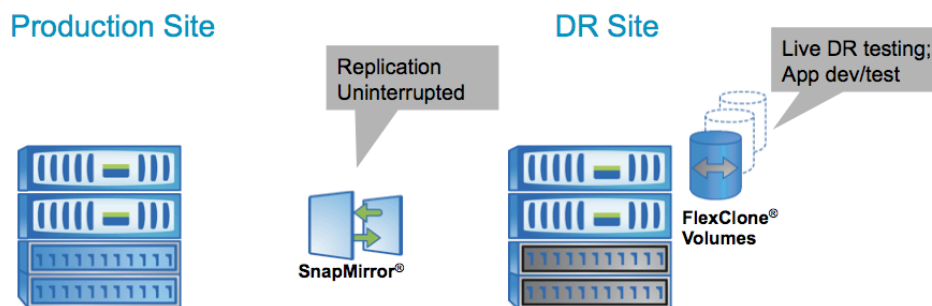 Production Site
DR Site
Replication
Uninterrupted
Live DR testing;
App dev/test
SnapMirror®
FlexClone®
Volumes